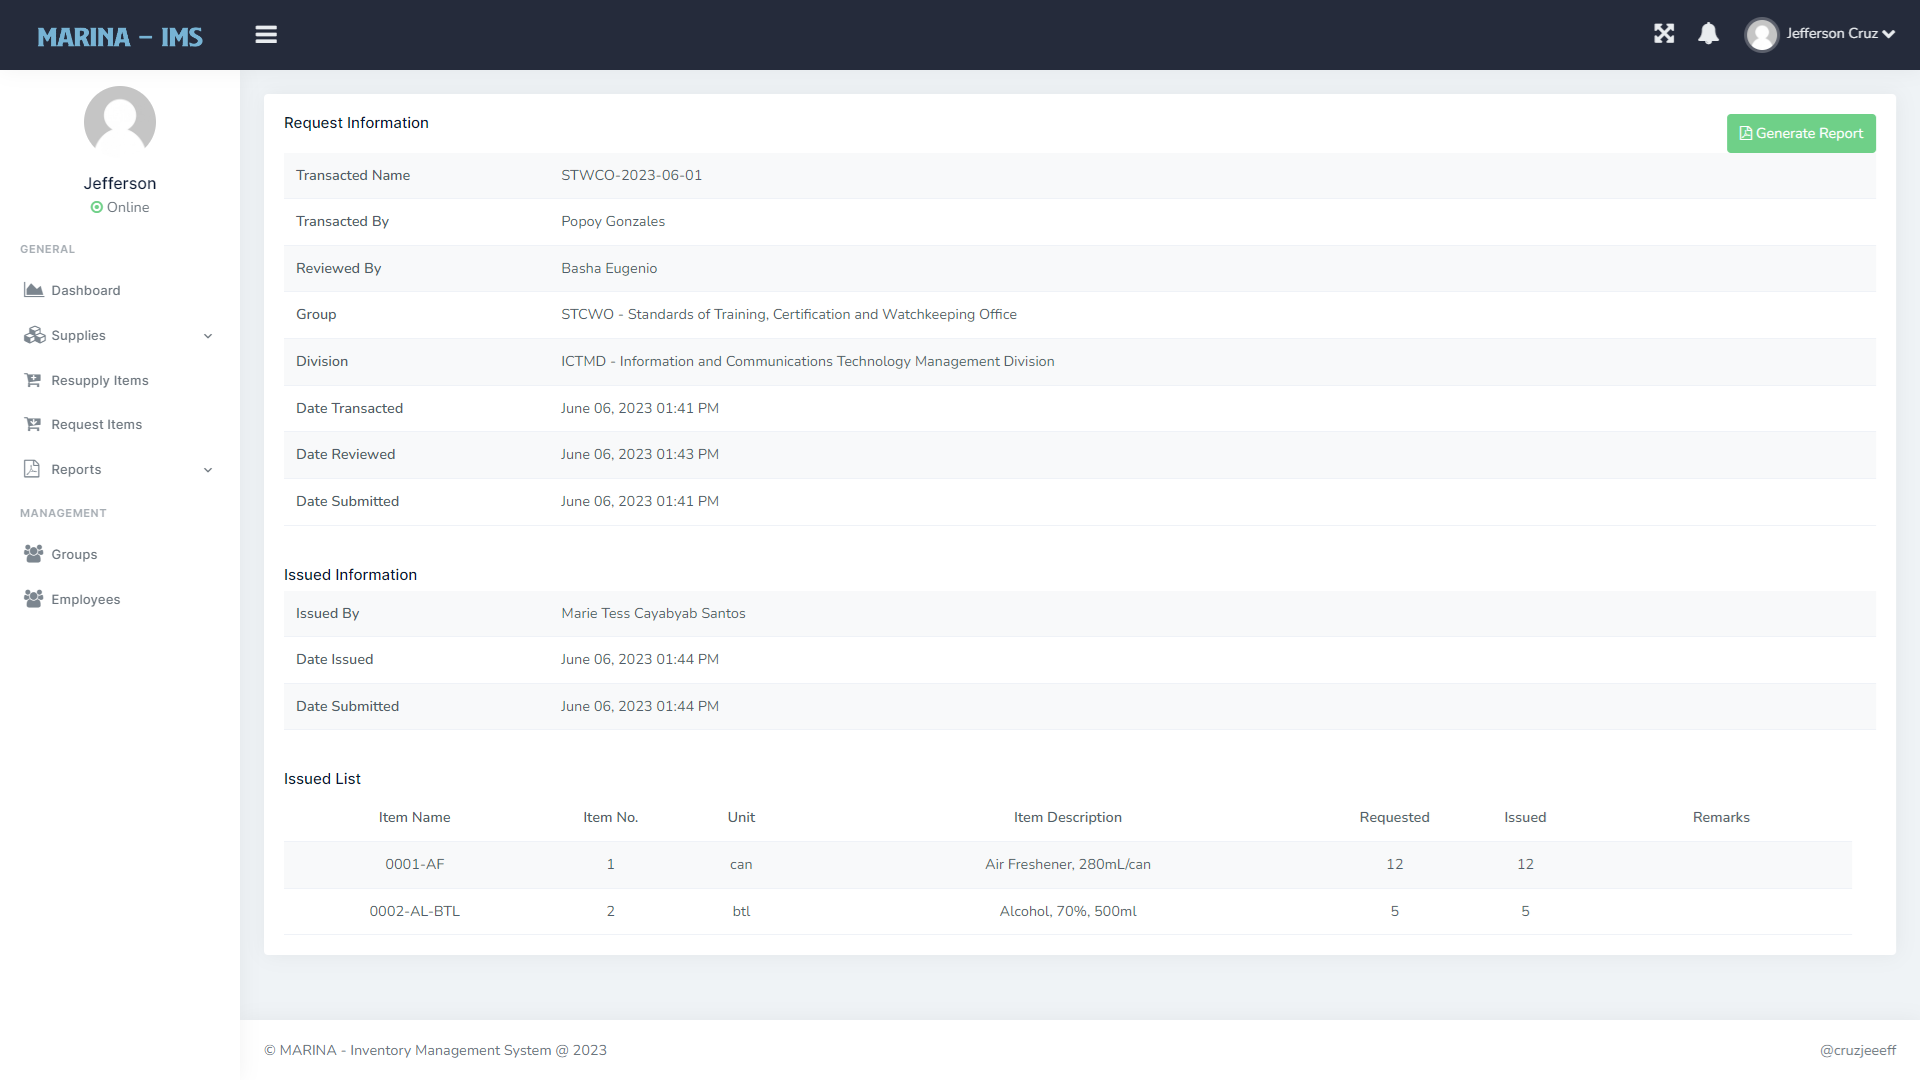 MARINA – IMS
Jefferson Cruz
Jefferson
Online
GENERAL
Dashboard
Supplies
Resupply Items
Request Items
Reports
MANAGEMENT
Groups
Employees
Request Information
Generate Report
Transacted Name STWCO-2023-06-01
Transacted By Popoy Gonzales
Reviewed By Basha Eugenio
Group STCWO - Standards of Training, Certification and Watchkeeping Office
Division ICTMD - Information and Communications Technology Management Division
Date Transacted June 06, 2023 01:41 PM
Date Reviewed June 06, 2023 01:43 PM
Date Submitted June 06, 2023 01:41 PM
Issued Information
Issued By Marie Tess Cayabyab Santos
Date Issued June 06, 2023 01:44 PM
Date Submitted June 06, 2023 01:44 PM
Issued List
Item Name Item No. Unit Item Description Requested Issued Remarks
0001-AF 1 can Air Freshener, 280mL/can 12 12
0002-AL-BTL 2 btl Alcohol, 70%, 500ml 5 5
© MARINA - Inventory Management System @ 2023
@cruzjeeeff